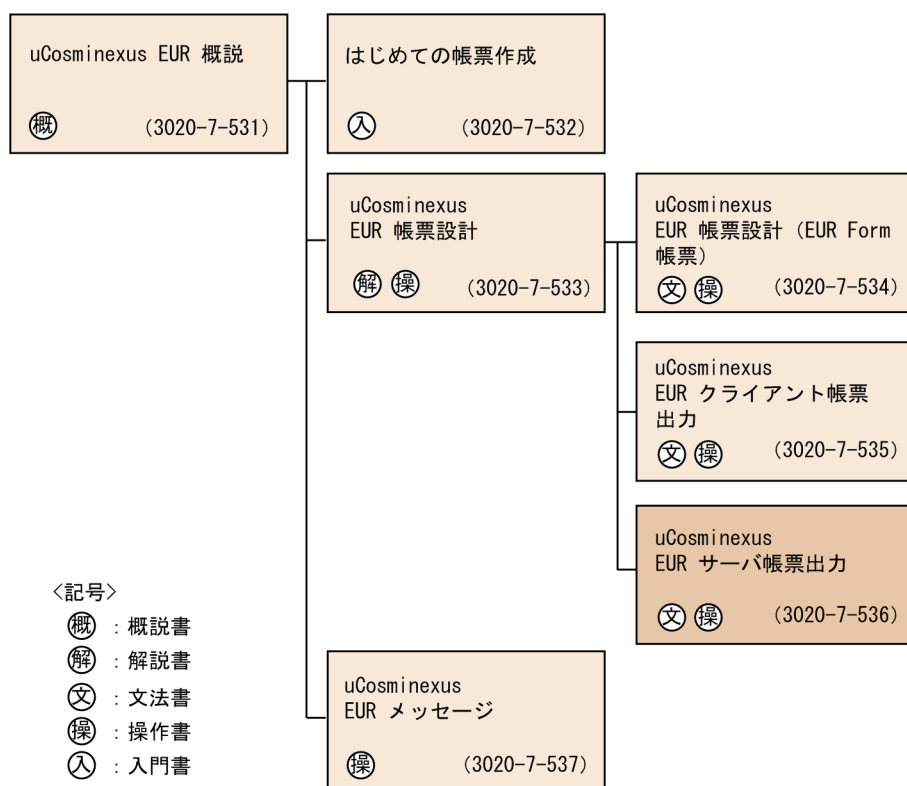 uCosminexus EUR 概説
概 (3020-7-531)
はじめての帳票作成
入 (3020-7-532)
uCosminexus
EUR 帳票設計
解 操 (3020-7-533)
uCosminexus
EUR 帳票設計(EUR Form
帳票)
文 操 (3020-7-534)
uCosminexus
EUR クライアント帳票
出力
文 操 (3020-7-535)
uCosminexus
EUR サーバ帳票出力
文 操 (3020-7-536)
uCosminexus
EUR メッセージ
操 (3020-7-537)
<記号>
概 : 概説書
解 : 解説書
文 : 文法書
操 : 操作書
入 : 入門書